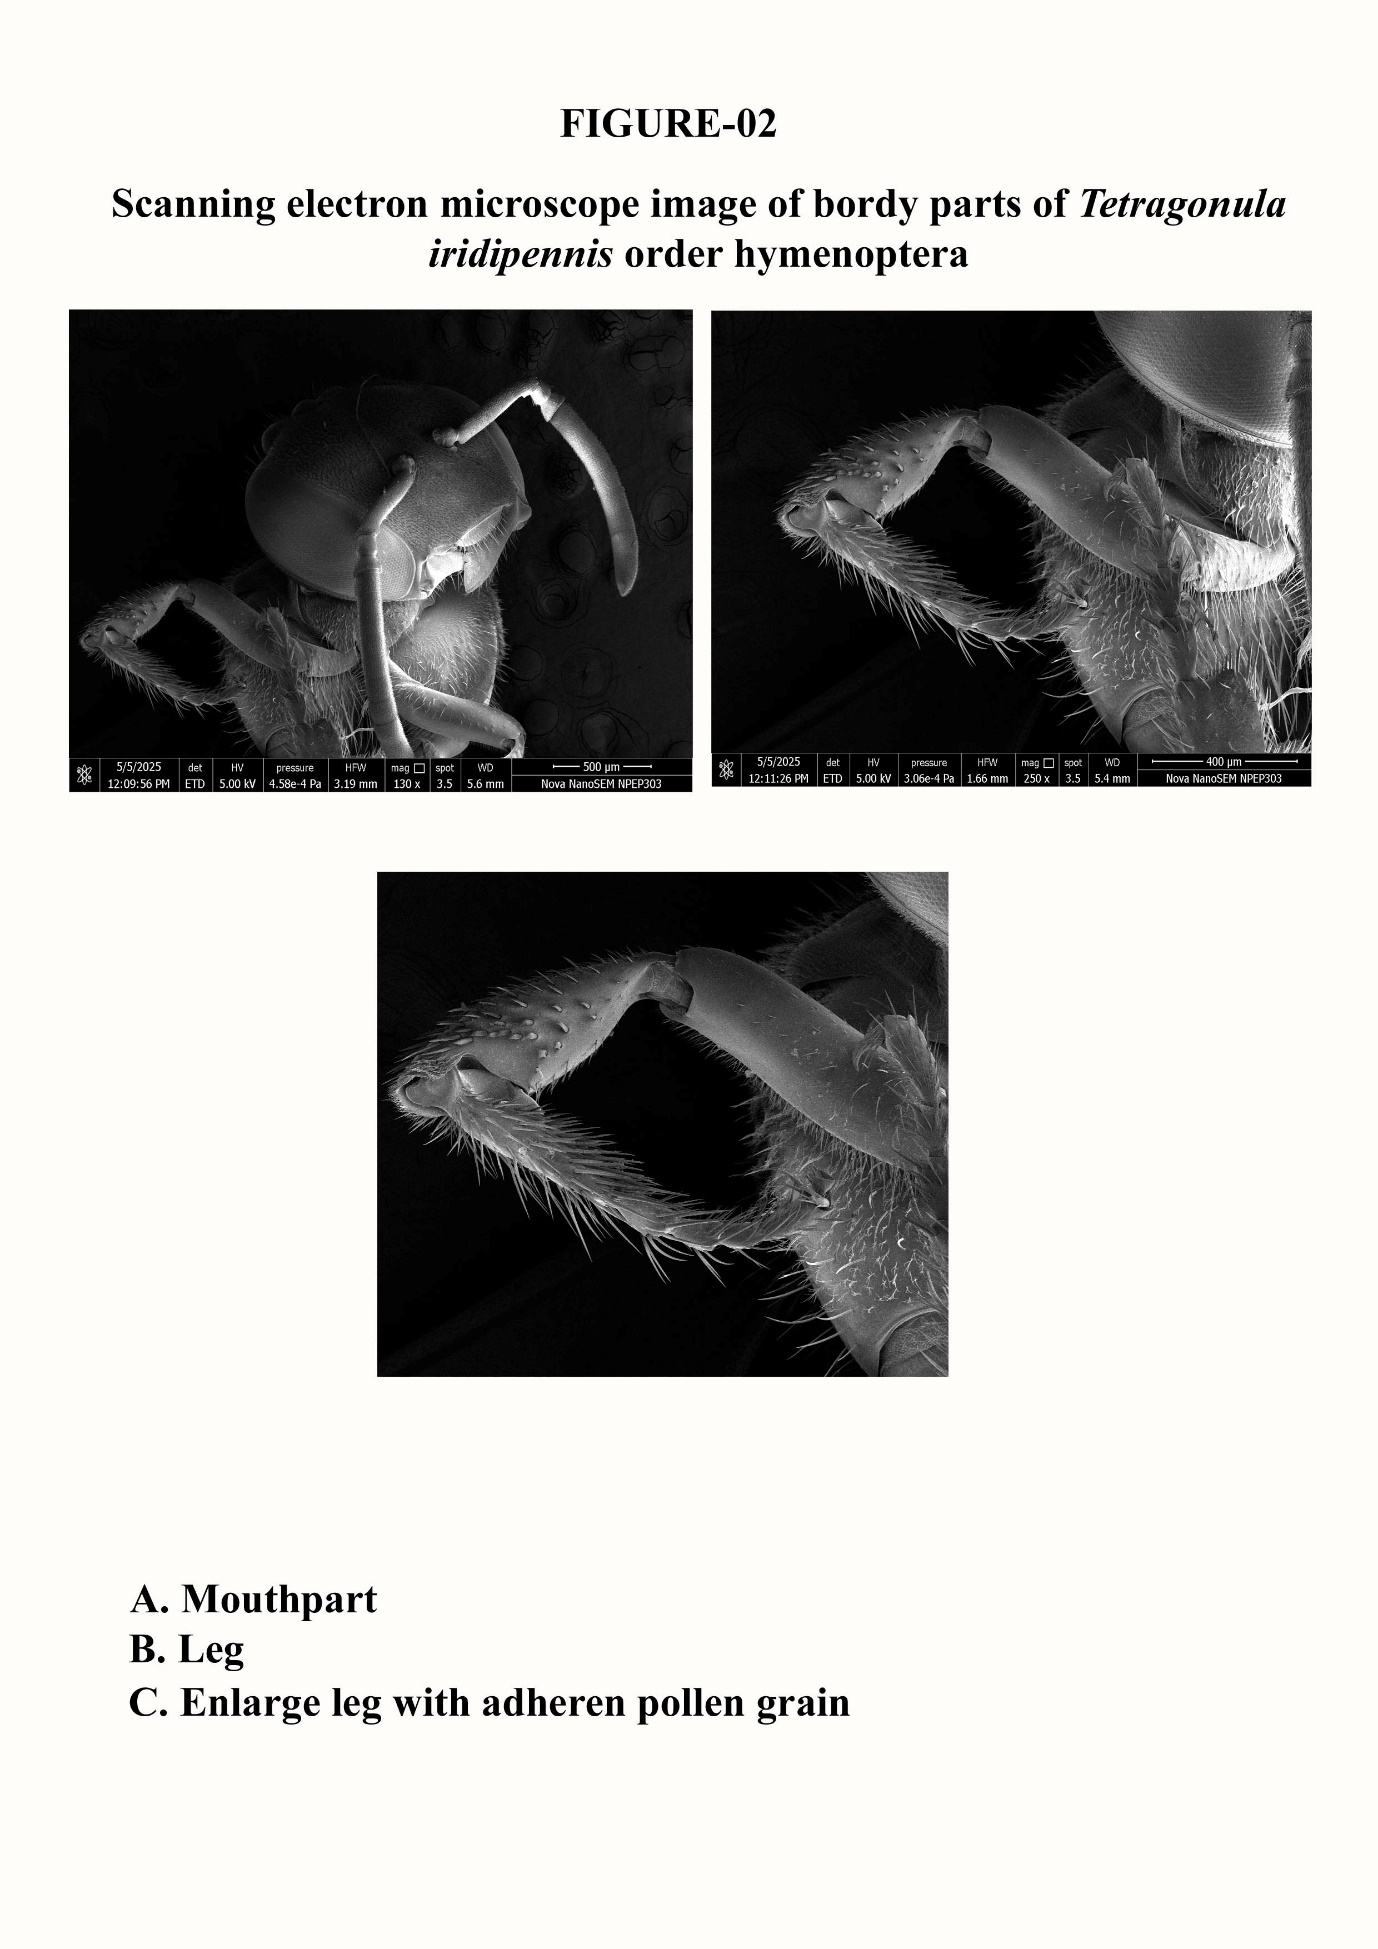 FIGURE-02
Scanning electron microscope image of bordy parts of Tetragonula
iridipennis order hymenoptera
5/5/2025 det HV pressure HFW mag □ spot WD 500 µm
12:09:56 PM ETD 5.00 kV 4.58e-4 Pa 3.19 mm 130 x 3.5 5.6 mm Nova NanoSEM NPEP303
5/5/2025 det HV pressure HFW mag □ spot WD 400 µm
12:11:26 PM ETD 5.00 kV 3.06e-4 Pa 1.66 mm 250 x 3.5 5.4 mm Nova NanoSEM NPEP303
A. Mouthpart
B. Leg
C. Enlarge leg with adheren pollen grain